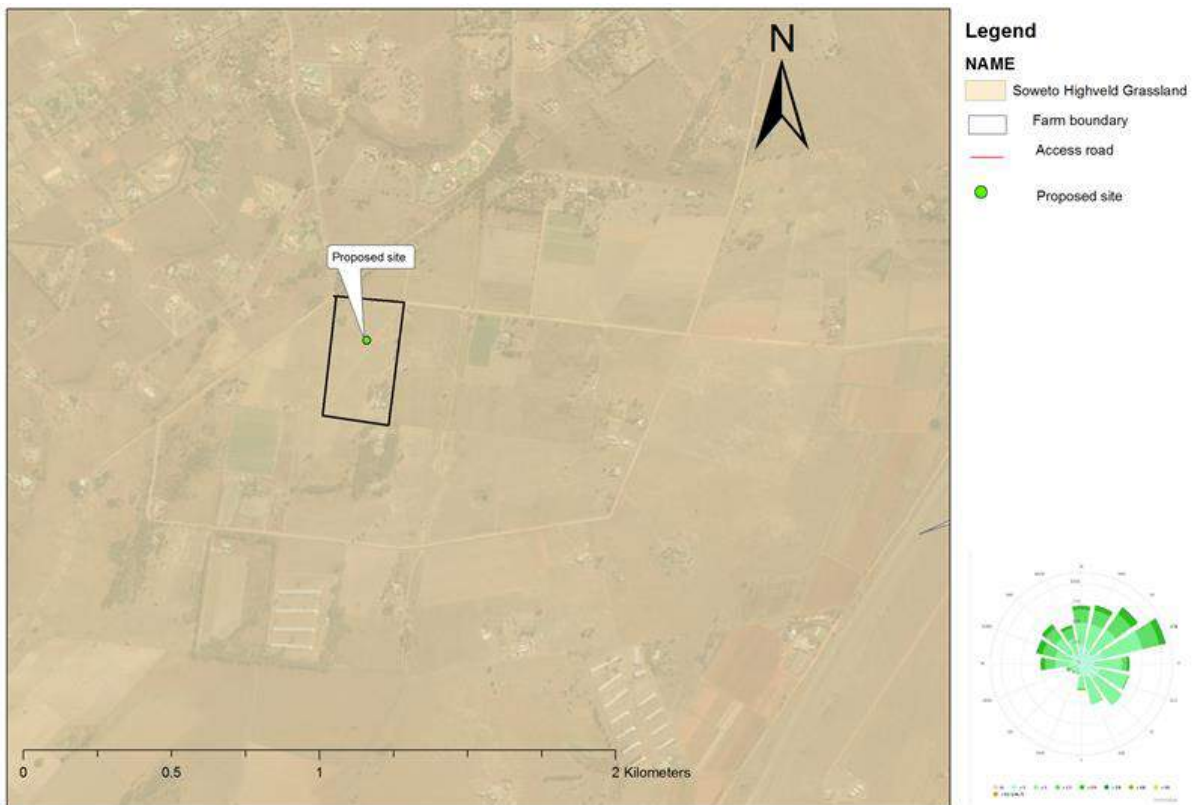 N
Proposed site
0 0.5 1 2 Kilometers
Legend
NAME
Soweto Highveld Grassland
Farm boundary
Access road
Proposed site